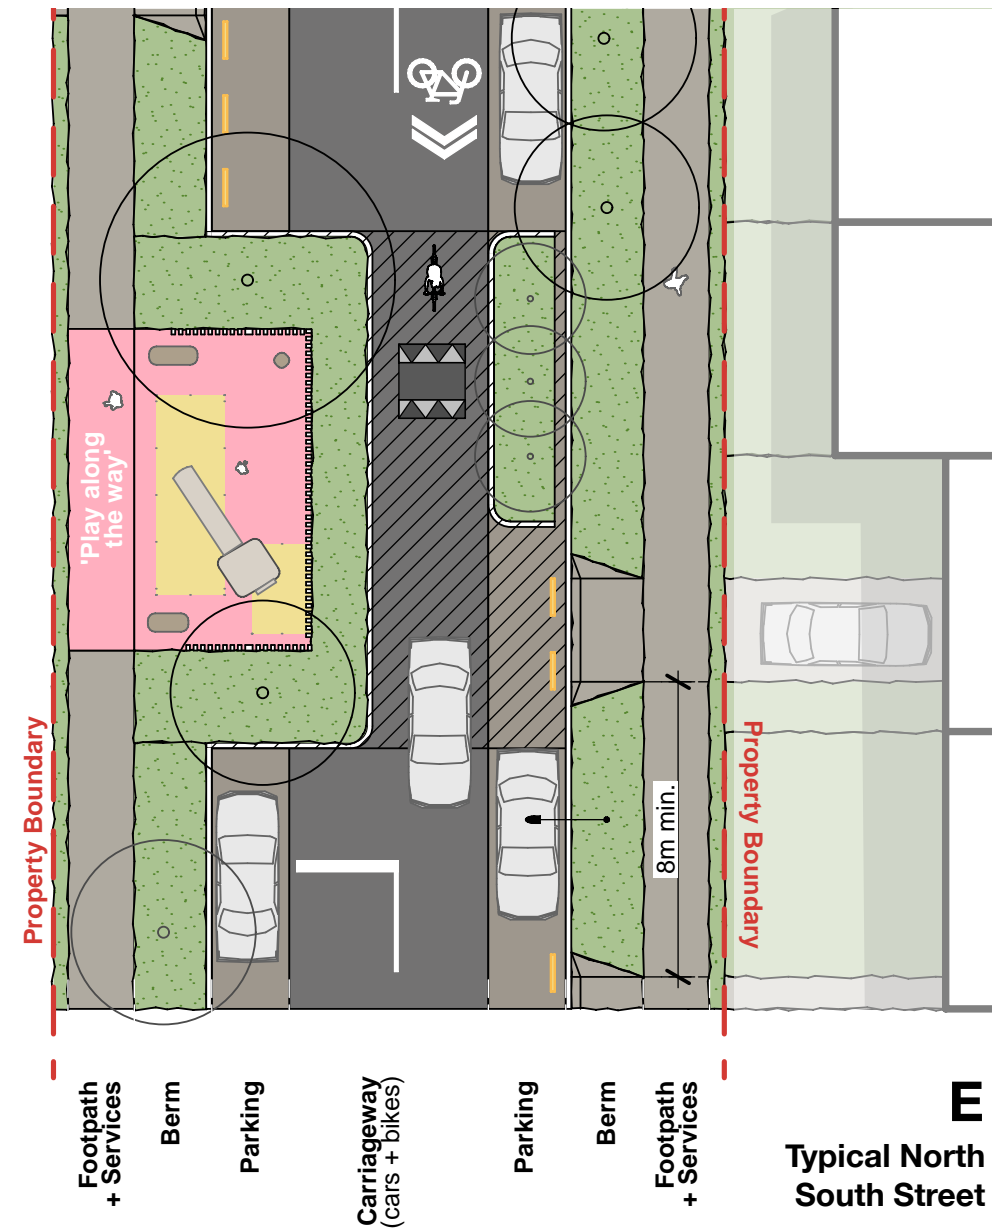 'Play along
the way'
Property Boundary
Property Boundary
8m min.
Footpath
+ Services
Berm
Parking
Carriageway
(cars + bikes)
Parking
Berm
Footpath
+ Services
E
Typical North
South Street